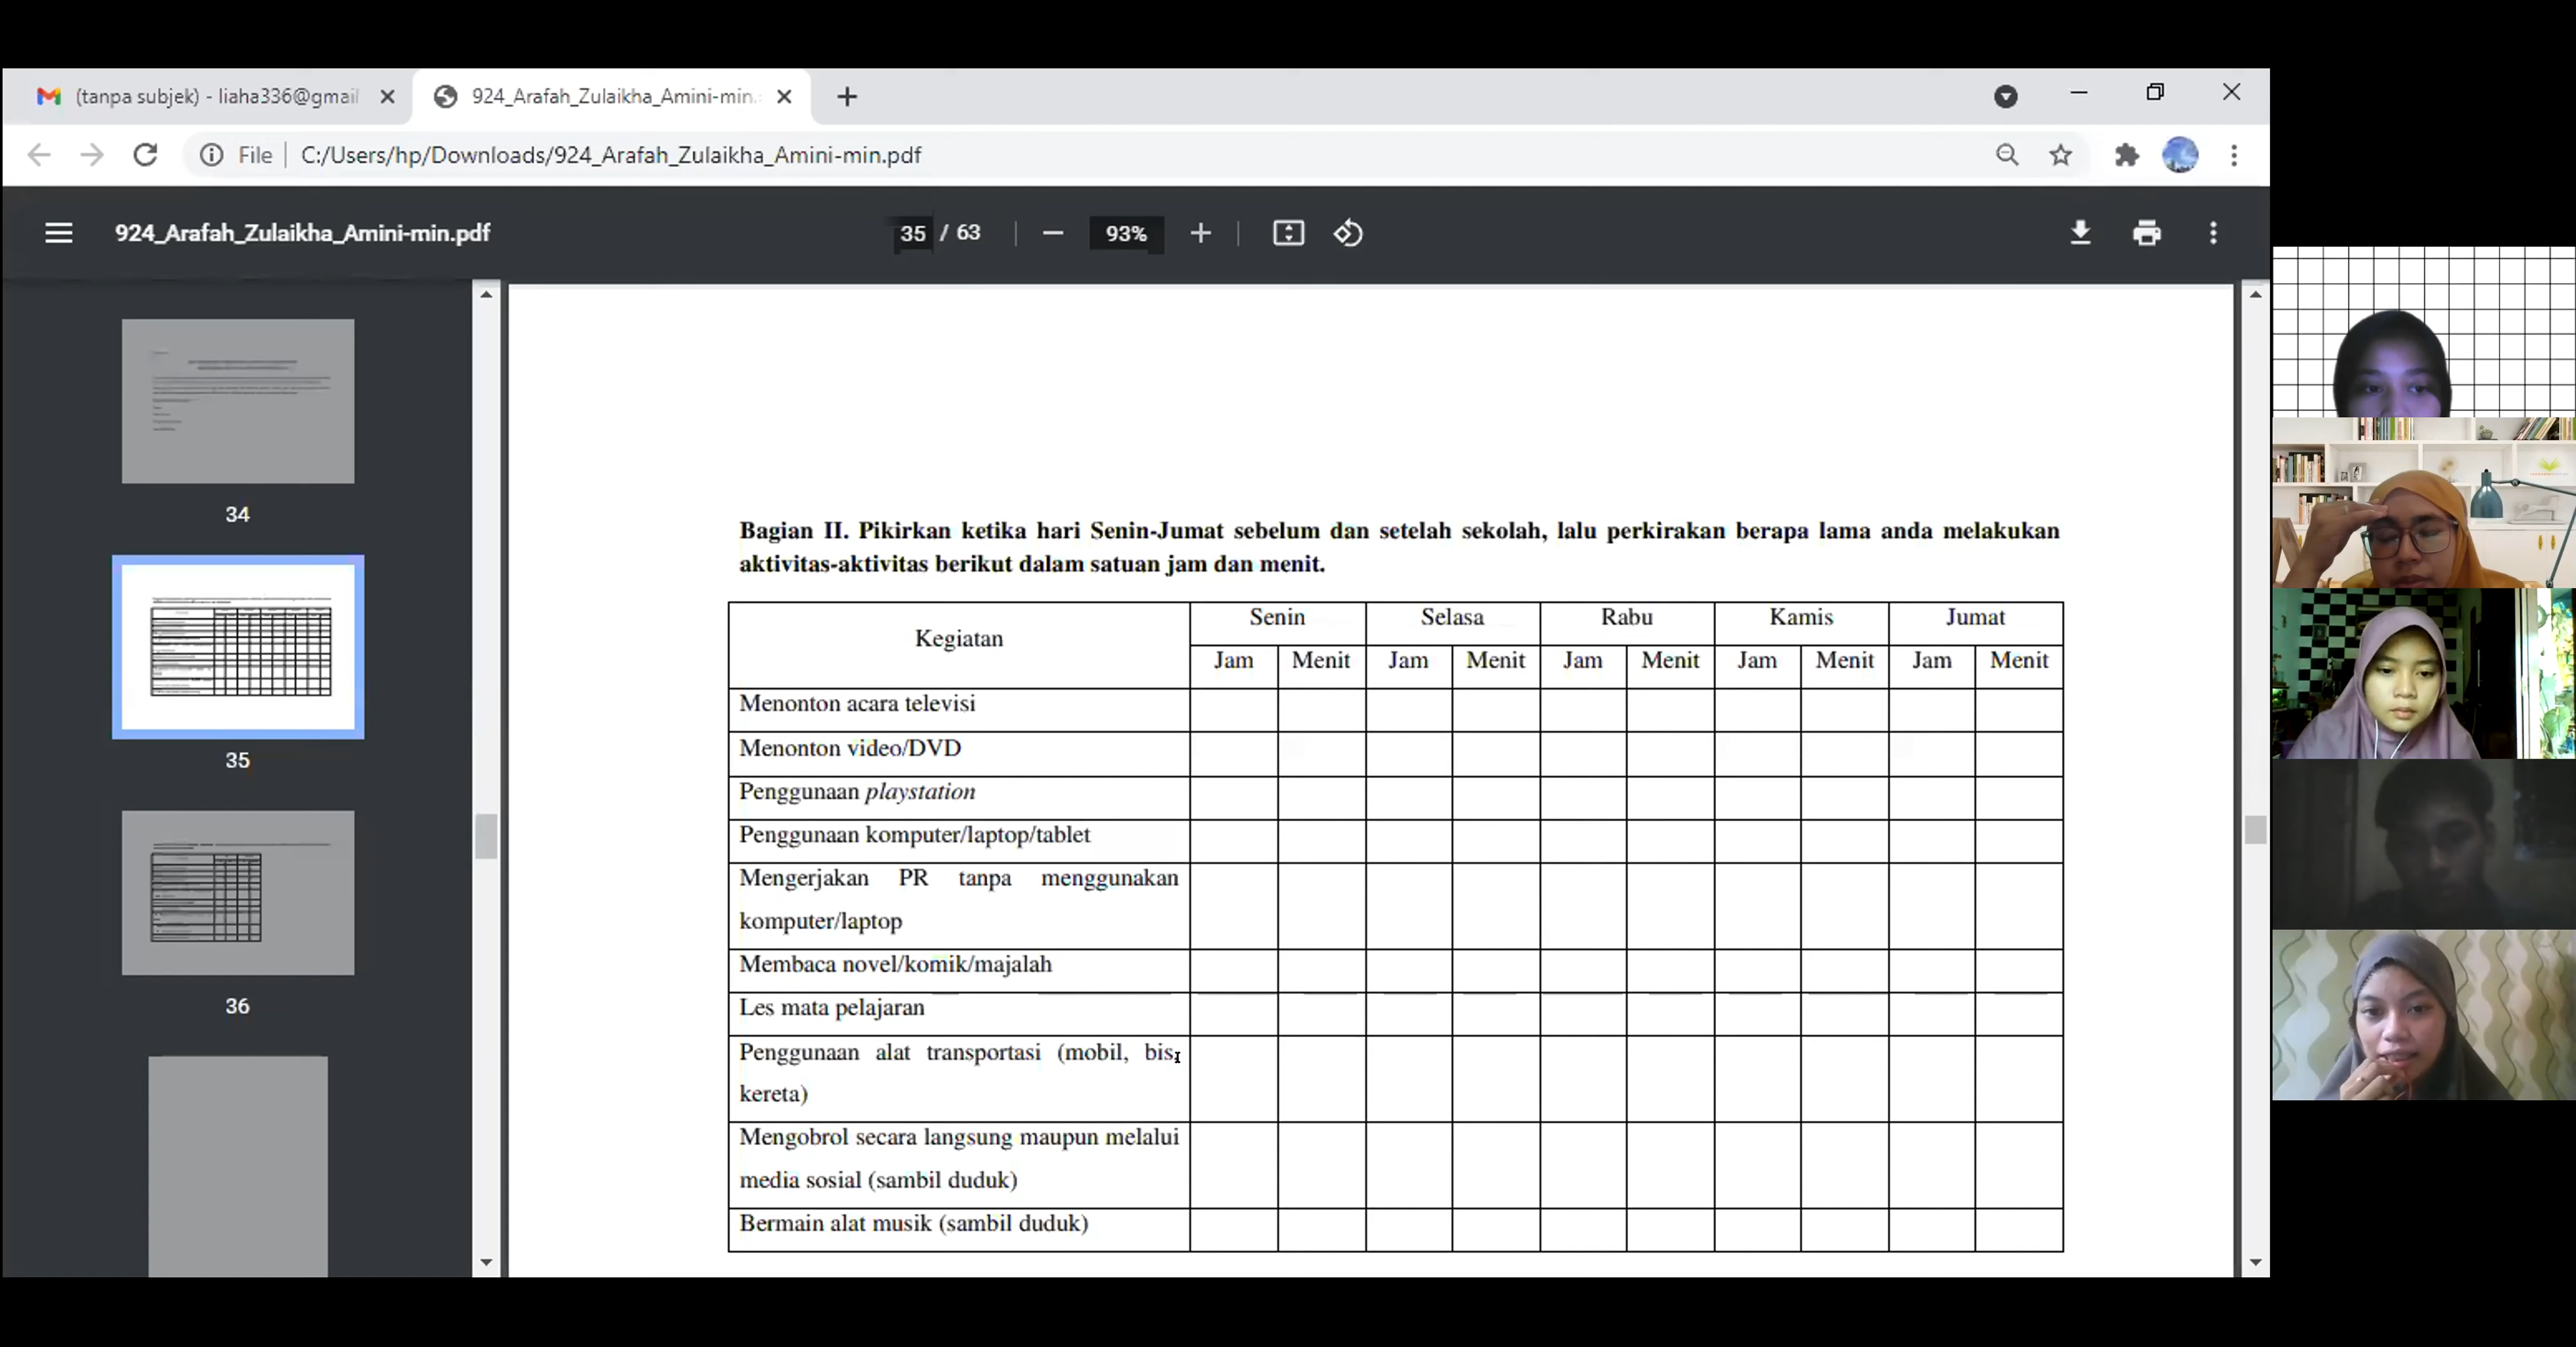 (tanpa subjek) - liaha336@gmail
924_Arafah_Zulaikha_Amini-min.
File
C:/Users/hp/Downloads/924_Arafah_Zulaikha_Amini-min.pdf
924_Arafah_Zulaikha_Amini-min.pdf
35 / 63
93%
34
35
36
Bagian II. Pikirkan ketika hari Senin-Jumat sebelum dan setelah sekolah, lalu perkirakan berapa lama anda melakukan
aktivitas-aktivitas berikut dalam satuan jam dan menit.
Kegiatan
Senin Selasa Rabu Kamis Jumat
Jam Menit Jam Menit Jam Menit Jam Menit Jam Menit
Menonton acara televisi
Menonton video/DVD
Penggunaan playstation
Penggunaan komputer/laptop/tablet
Mengerjakan PR tanpa menggunakan
komputer/laptop
Membaca novel/komik/majalah
Les mata pelajaran
Penggunaan alat transportasi (mobil, bis,
kereta)
Mengobrol secara langsung maupun melalui
media sosial (sambil duduk)
Bermain alat musik (sambil duduk)